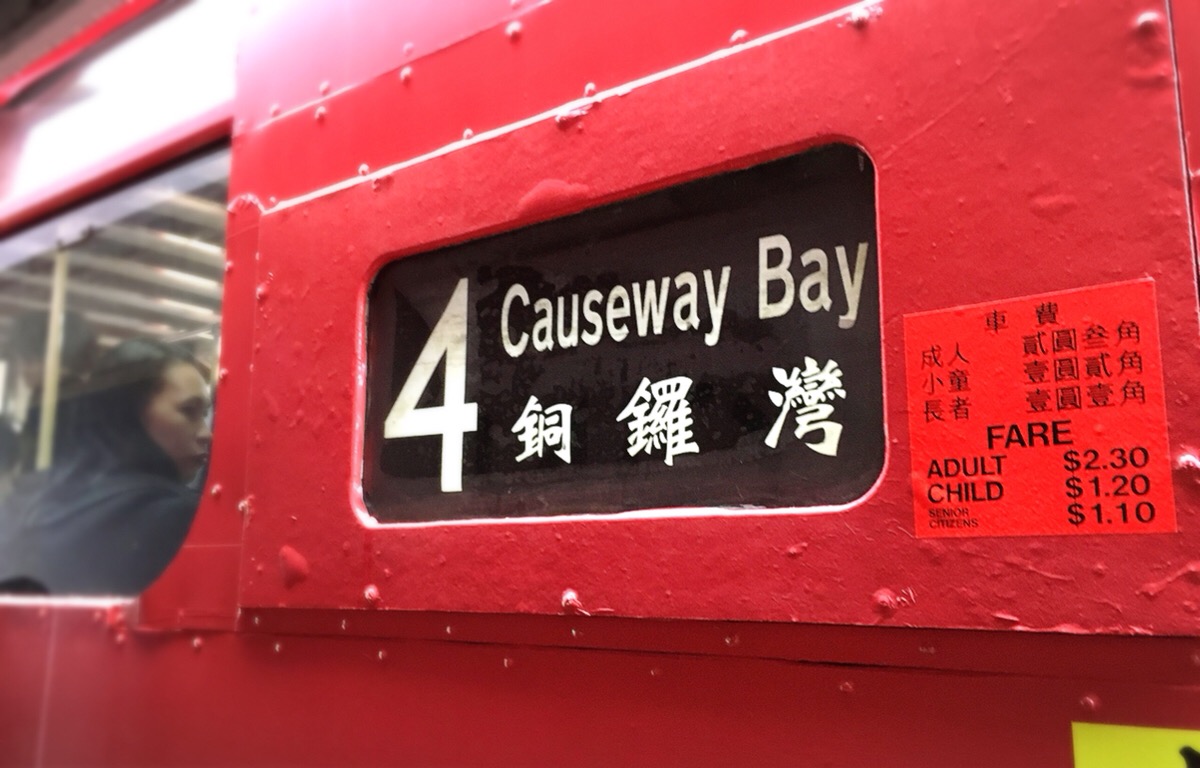 4
Causeway Bay
銅鑼灣
車費
成人 貳圓叁角
小童 壹圓貳角
長者 壹圓壹角
FARE
ADULT $2.30
CHILD $1.20
SENIOR CITIZENS $1.10